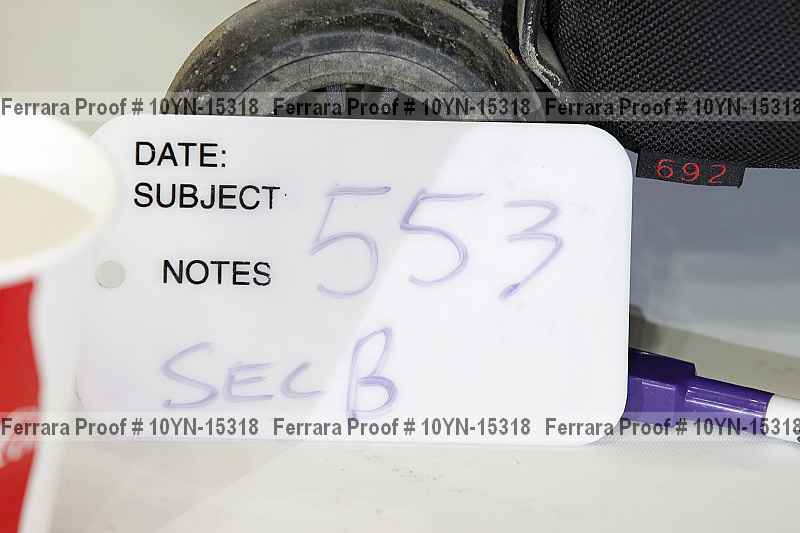 Ferrara Proof # 10YN-15318 Ferrara Proof # 10YN-15318 Ferrara Proof # 10YN-15318
DATE:
692
SUBJECT 553
NOTES
SEC B
Ferrara Proof # 10YN-15318 Ferrara Proof # 10YN-15318 Ferrara Proof # 10YN-15318